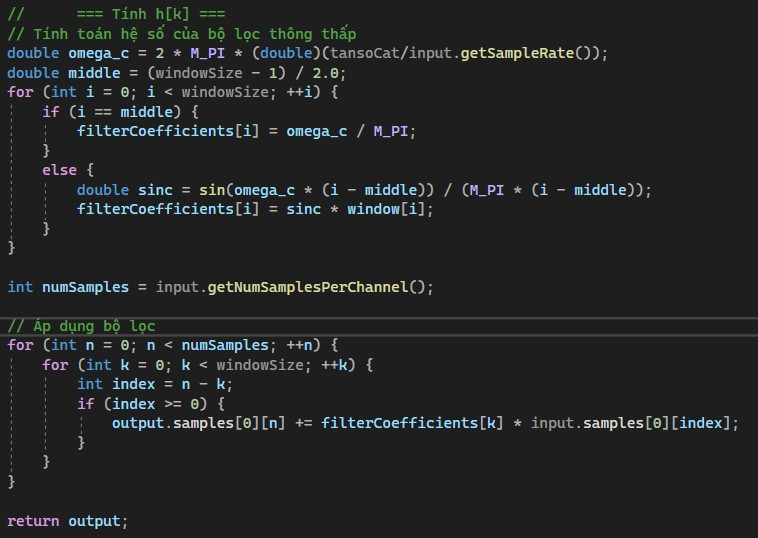 //      === Tính h[k] ===
// Tính toán hệ số của bộ lọc thông thấp
double omega_c = 2 * M_PI * (double)(tansoCat/input.getSampleRate());
double middle = (windowSize - 1) / 2.0;
for (int i = 0; i < windowSize; ++i) {
    if (i == middle) {
        filterCoefficients[i] = omega_c / M_PI;
    }
    else {
        double sinc = sin(omega_c * (i - middle)) / (M_PI * (i - middle));
        filterCoefficients[i] = sinc * window[i];
    }
}

int numSamples = input.getNumSamplesPerChannel();

// Áp dụng bộ lọc
for (int n = 0; n < numSamples; ++n) {
    for (int k = 0; k < windowSize; ++k) {
        int index = n - k;
        if (index >= 0) {
            output.samples[0][n] += filterCoefficients[k] * input.samples[0][index];
        }
    }
}

return output;